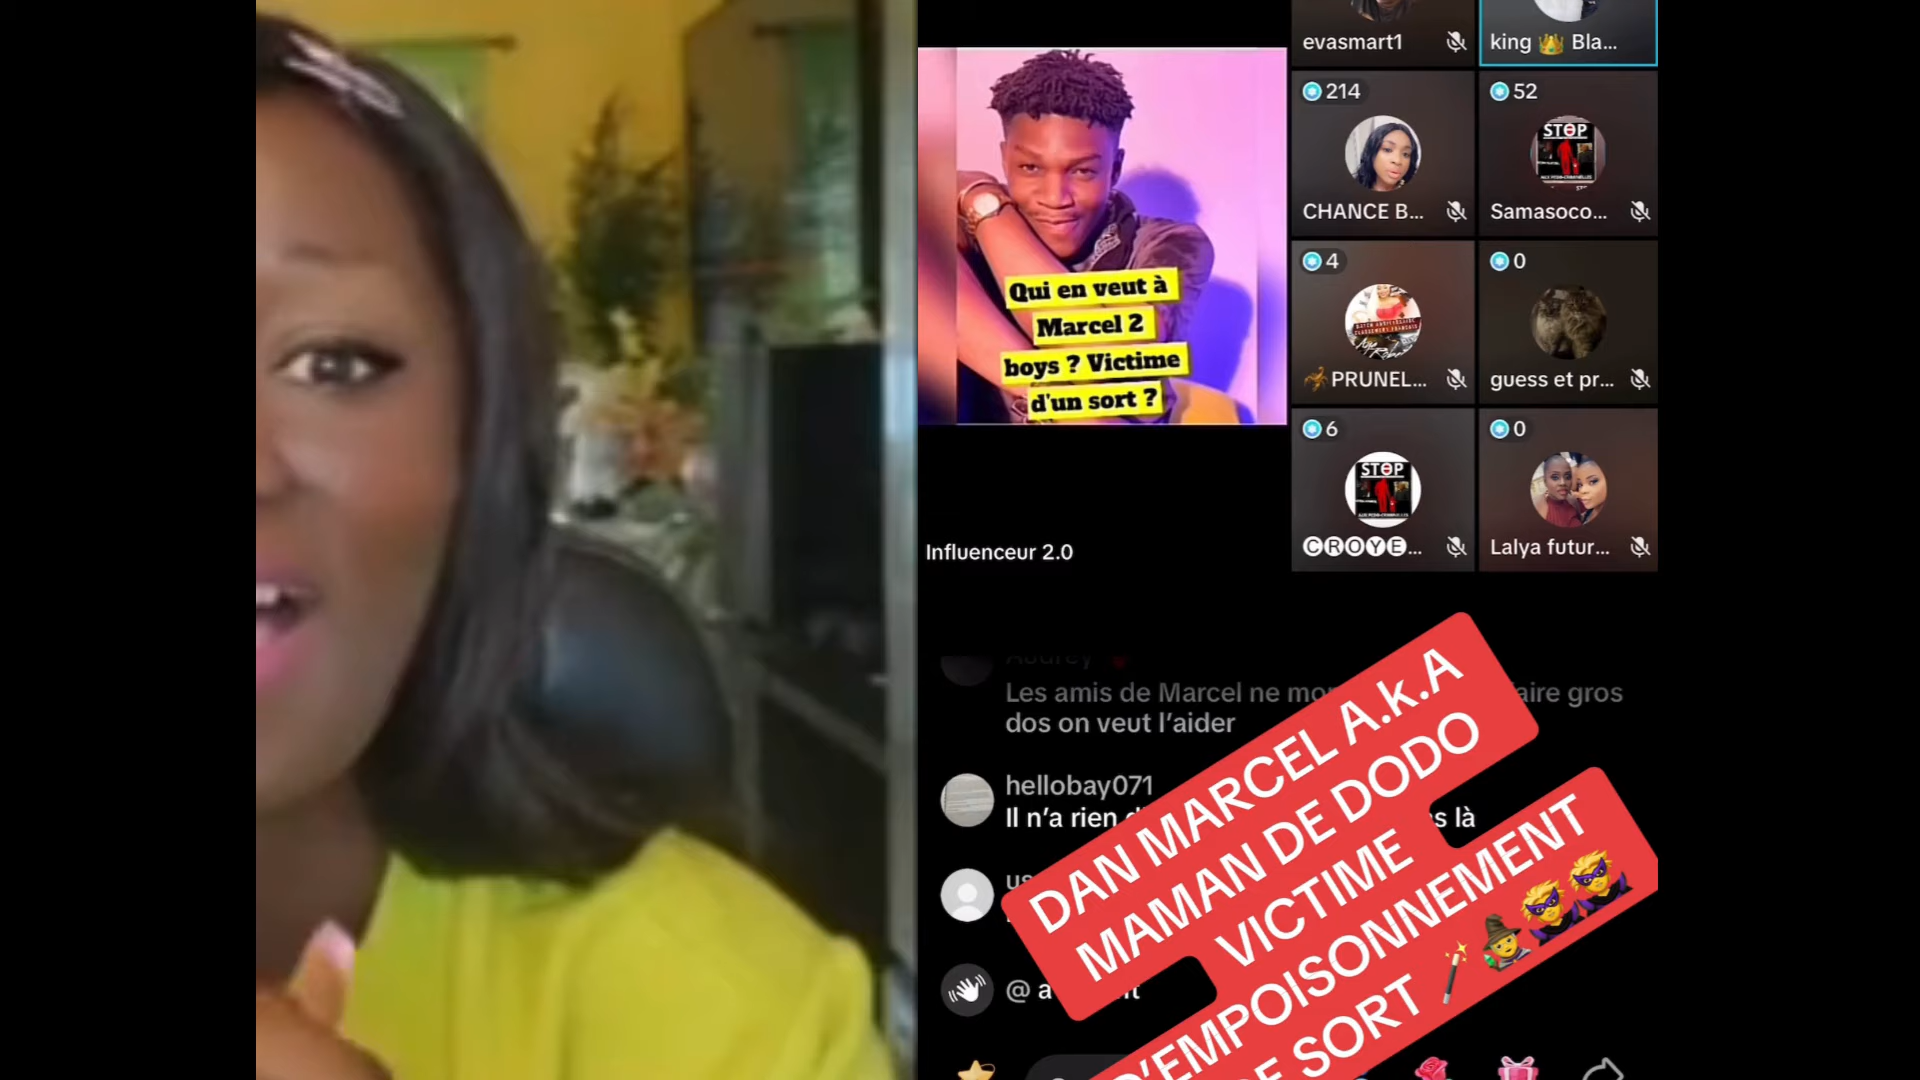 evasmart1
king 👑 Bla...
214
52
STOP
CHANCE B...
Samasoco...
4
0
🦂 PRUNEL...
guess et pr...
6
0
STOP
CROYE...
Lalya futur...
Qui en veut à
Marcel 2
boys ? Victime
d'un sort ?
Influenceur 2.0
Audrey
Les amis de Marcel ne aire gros
dos on veut l'aider
hellobay071
Il n'a rien là
@
DAN MARCEL A.k.A
MAMAN DE DODO
VICTIME
D'EMPOISONNEMENT
SORT 🪄🧙🦹🦹